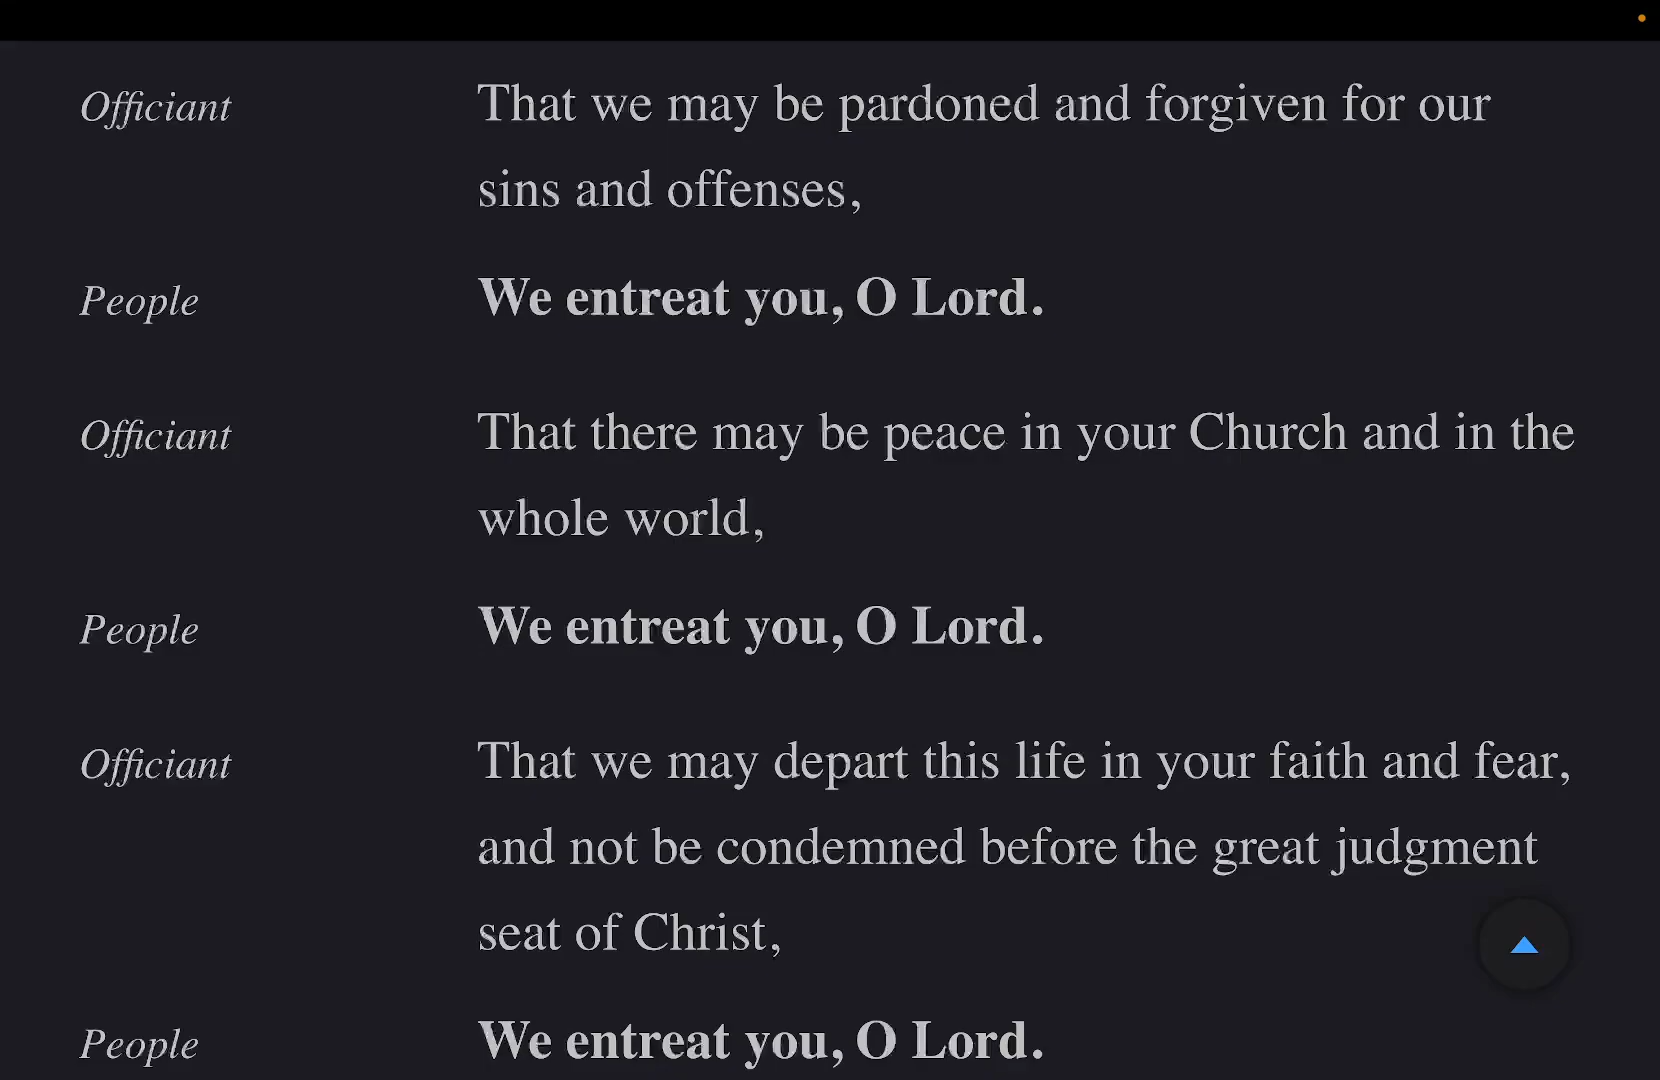 Officiant That we may be pardoned and forgiven for our
sins and offenses,
People We entreat you, O Lord.
Officiant That there may be peace in your Church and in the
whole world,
People We entreat you, O Lord.
Officiant That we may depart this life in your faith and fear,
and not be condemned before the great judgment
seat of Christ,
People We entreat you, O Lord.